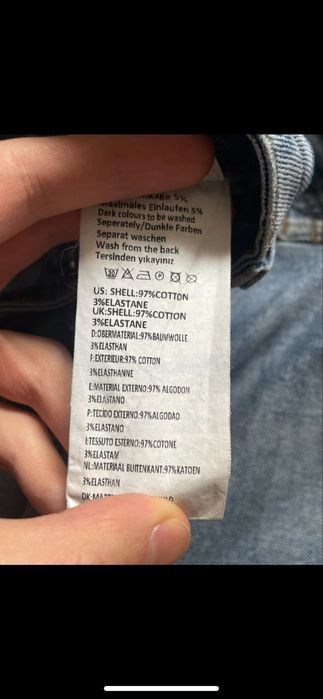 5%
Maximales Einlaufen 5%
Dark colours to be washed
Seperately/Dunkle Farben
Separat waschen
Wash from the back
Tersinden yıkayınız
US: SHELL:97%COTTON
3%ELASTANE
UK:SHELL:97%COTTON
3%ELASTANE
D:OBERMATERIAL:97%BAUMWOLLE
3%ELASTHAN
F:EXTERIEUR:97% COTTON
3%ELASTHANNE
E:MATERIAL EXTERNO:97% ALGODON
3%ELASTANO
P:TECIDO EXTERNO:97%ALGODAO
3%ELASTANO
I:TESSUTO ESTERNO:97%COTONE
3%ELASTAM
NL:MATERIAAL BUITENKANT:97%KATOEN
3%ELASTHAN